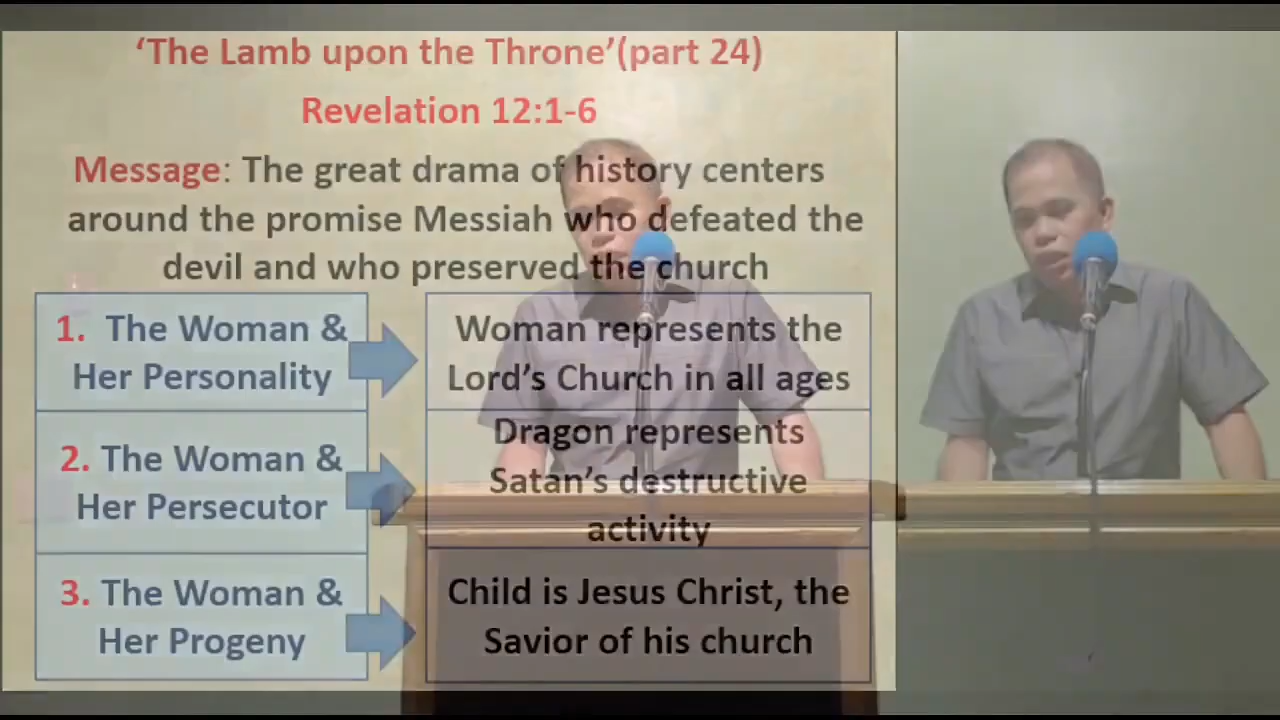 ‘The Lamb upon the Throne’(part 24)
Revelation 12:1-6
Message: The great drama of history centers
around the promise Messiah who defeated the
devil and who preserved the church
1. The Woman &
Her Personality
Woman represents the
Lord’s Church in all ages
2. The Woman &
Her Persecutor
Dragon represents
Satan’s destructive
activity
3. The Woman &
Her Progeny
Child is Jesus Christ, the
Savior of his church